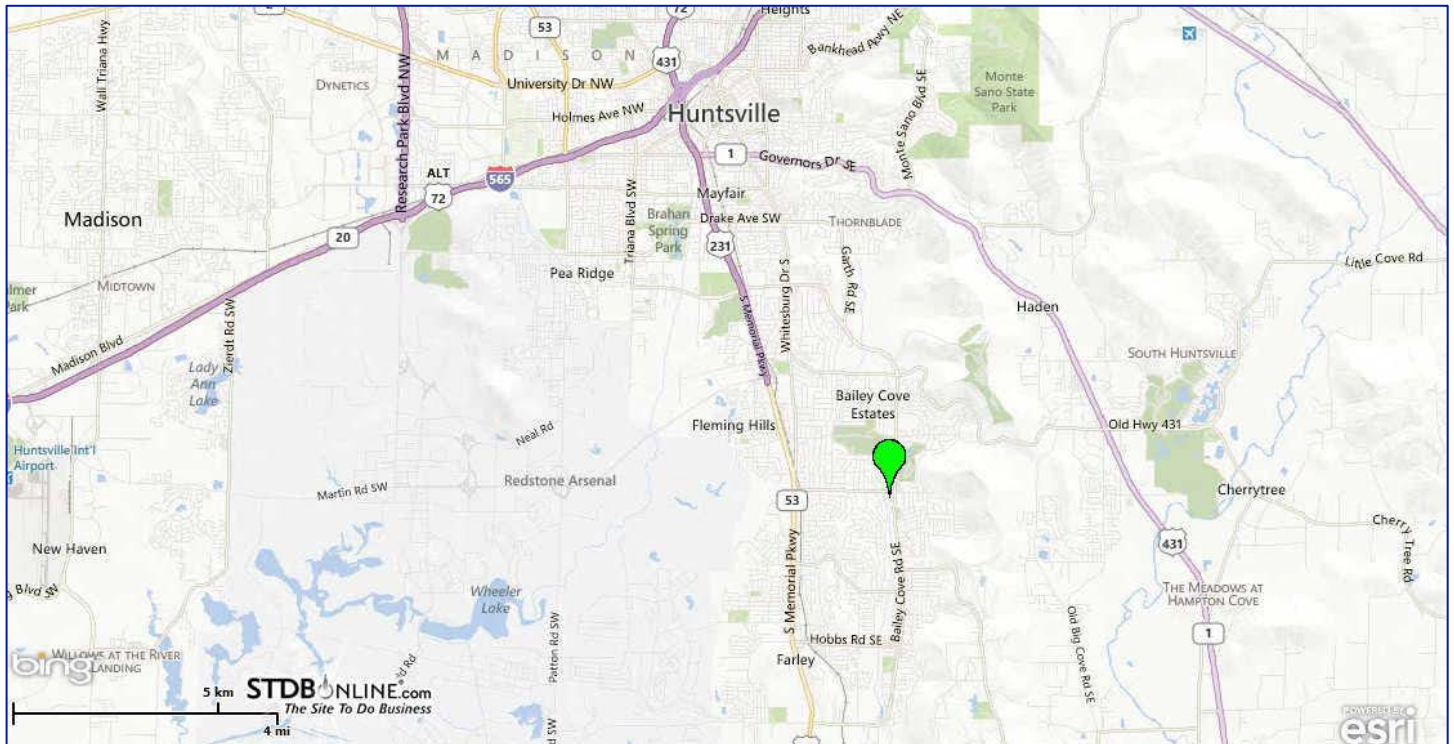 72
Heights
53
MADISON
431
Bankhead Pkwy NE
Wall Triana Hwy
DYNETICS
University Dr NW
Monte
Sano State
Park
Research Park Blvd NW
Holmes Ave NW
Huntsville
Monte Sano Blvd SE
1
Governors Dr SE
ALT
565
72
Mayfair
Madison
Triana Blvd SW
Brahan
Spring
Park
Drake Ave SW
THORNBLADE
20
231
Pea Ridge
Whitesburg Dr S
Garth Rd SE
Little Cove Rd
MIDTOWN
Park
Haden
Zierdt Rd SW
S Memorial Pkwy
Madison Blvd
SOUTH HUNTSVILLE
Lady
Ann
Lake
Bailey Cove
Estates
Old Hwy 431
Fleming Hills
Neal Rd
Huntsville Int'l
Airport
Redstone Arsenal
Martin Rd SW
53
Cherrytree
Cherry Tree Rd
New Haven
431
Blvd SW
Wheeler
Lake
S Memorial Pkwy
Bailey Cove Rd SE
THE MEADOWS AT
HAMPTON COVE
Old Big Cove Rd SE
Patton Rd SW
1
Hobbs Rd SE
WILLOWS AT THE RIVER
LANDING
bing
Farley
5 km
STDBONLINE.com
The Site To Do Business
4 mi
POWERED BY
esri